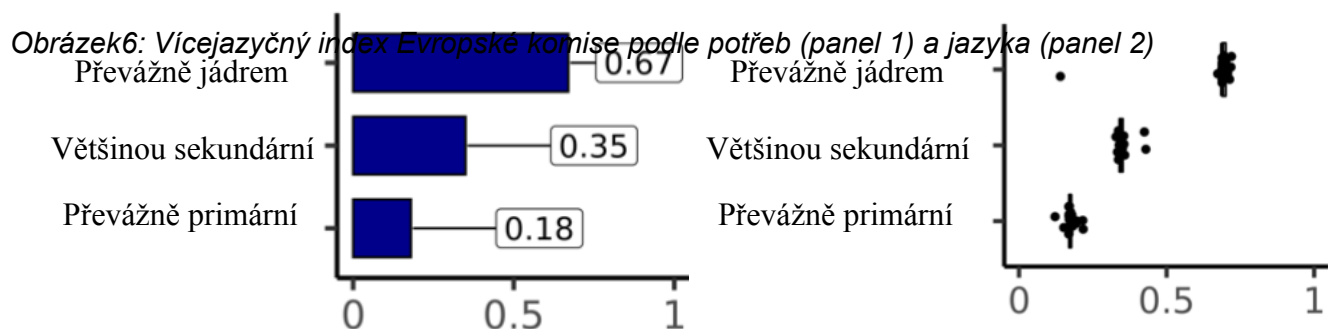 Obrázek6: Vícejazyčný index Evropské komise podle potřeb (panel 1) a jazyka (panel 2)
Převážně jádrem
0.67
Většinou sekundární
0.35
Převážně primární
0.18
0 0.5 1
Převážně jádrem
Většinou sekundární
Převážně primární
0 0.5 1